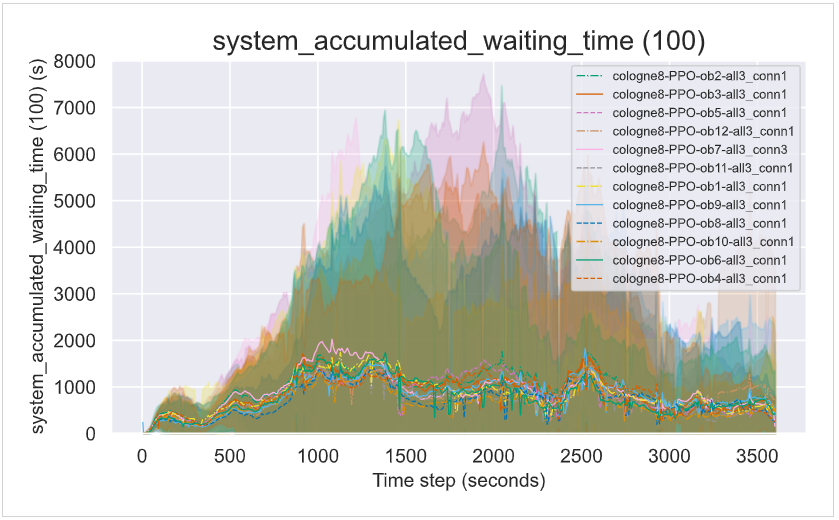 system_accumulated_waiting_time (100)
system_accumulated_waiting_time (100) (s)
8000
7000
6000
5000
4000
3000
2000
1000
0
cologne8-PPO-ob2-all3_conn1
cologne8-PPO-ob3-all3_conn1
cologne8-PPO-ob5-all3_conn1
cologne8-PPO-ob12-all3_conn1
cologne8-PPO-ob7-all3_conn3
cologne8-PPO-ob11-all3_conn1
cologne8-PPO-ob1-all3_conn1
cologne8-PPO-ob9-all3_conn1
cologne8-PPO-ob8-all3_conn1
cologne8-PPO-ob10-all3_conn1
cologne8-PPO-ob6-all3_conn1
cologne8-PPO-ob4-all3_conn1
0 500 1000 1500 2000 2500 3000 3500
Time step (seconds)